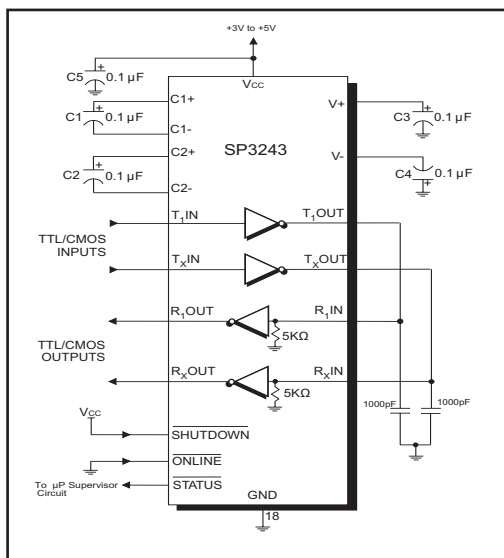 +3V to +5V
VCC
C5 + 0.1 µF
C1 + 0.1 µF
C1+
C1-
C2 + 0.1 µF
C2+
C2-
SP3243
V+
C3 + 0.1 µF
V-
C4 + 0.1 µF
TTL/CMOS
INPUTS
T1IN
T1OUT
TXIN
TXOUT
TTL/CMOS
OUTPUTS
R1OUT
R1IN
5KΩ
RXOUT
RXIN
5KΩ
1000pF
1000pF
VCC
SHUTDOWN
ONLINE
To µP Supervisor
Circuit
STATUS
GND
18